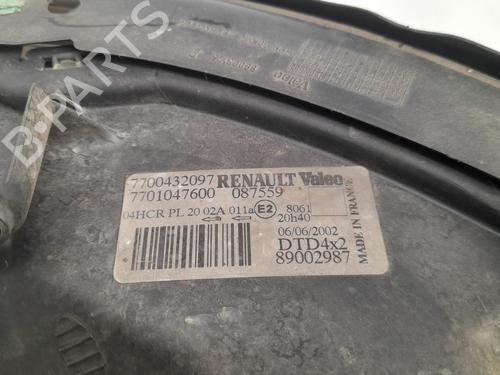 B-PARTS
Valeo
7700432097 RENAULT Valeo
7701047600 087559
04HCR PL 20 02A 011a E2 8061
20h40
06/06/2002
DTD4x2
89002987
MADE IN FRANCE